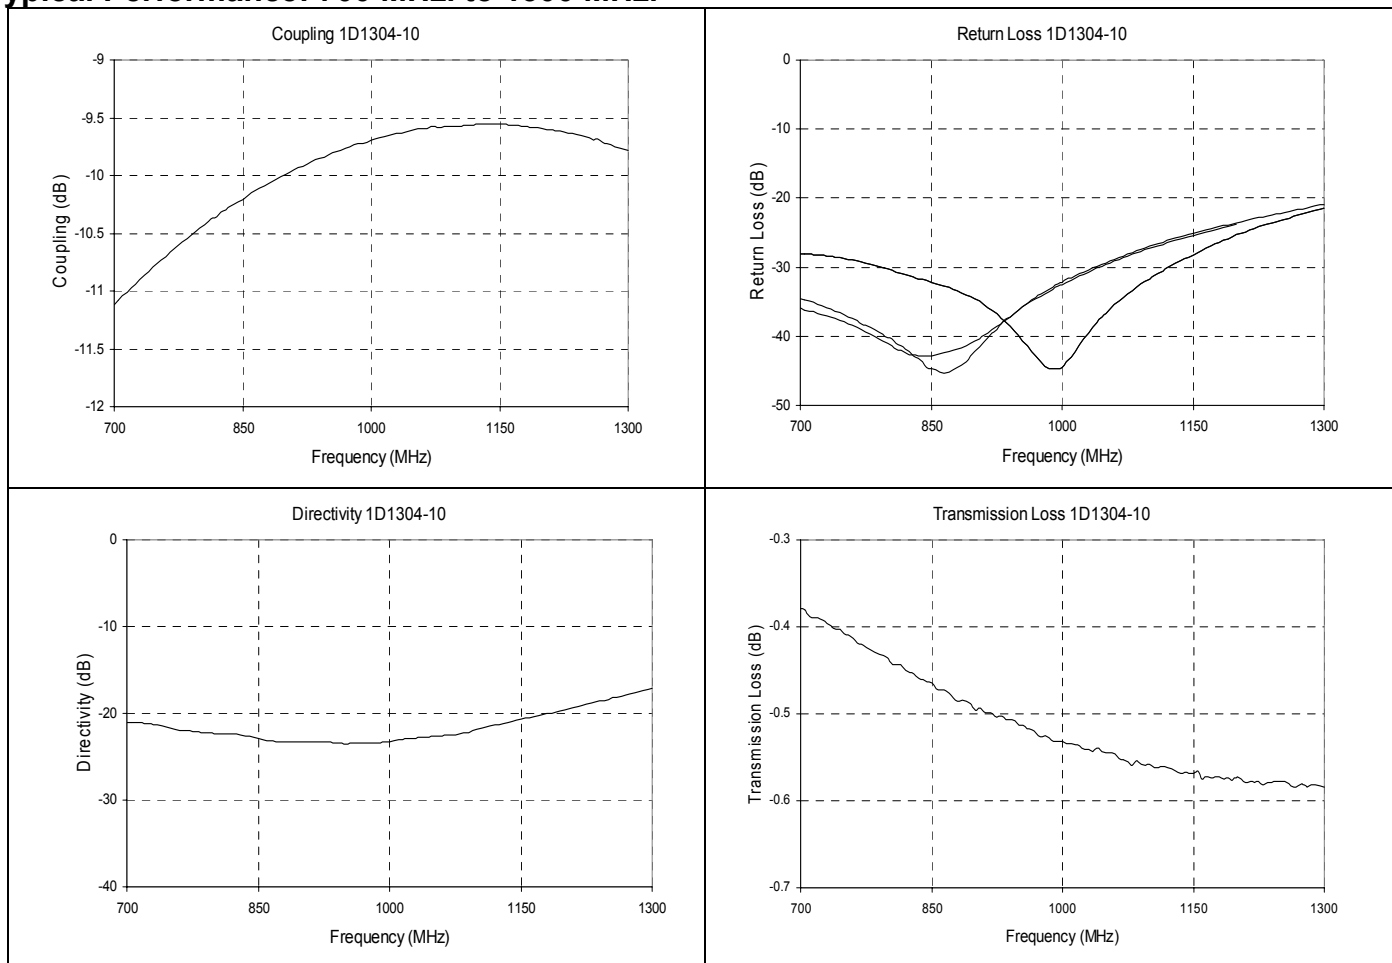 Coupling 1D1304-10
-9
-9.5
-10
-10.5
-11
-11.5
-12
Coupling (dB)
700 850 1000 1150 1300
Frequency (MHz)
Return Loss 1D1304-10
0
-10
-20
-30
-40
-50
Return Loss (dB)
700 850 1000 1150 1300
Frequency (MHz)
Directivity 1D1304-10
0
-10
-20
-30
-40
Directivity (dB)
700 850 1000 1150 1300
Frequency (MHz)
Transmission Loss 1D1304-10
-0.3
-0.4
-0.5
-0.6
-0.7
Transmission Loss (dB)
700 850 1000 1150 1300
Frequency (MHz)